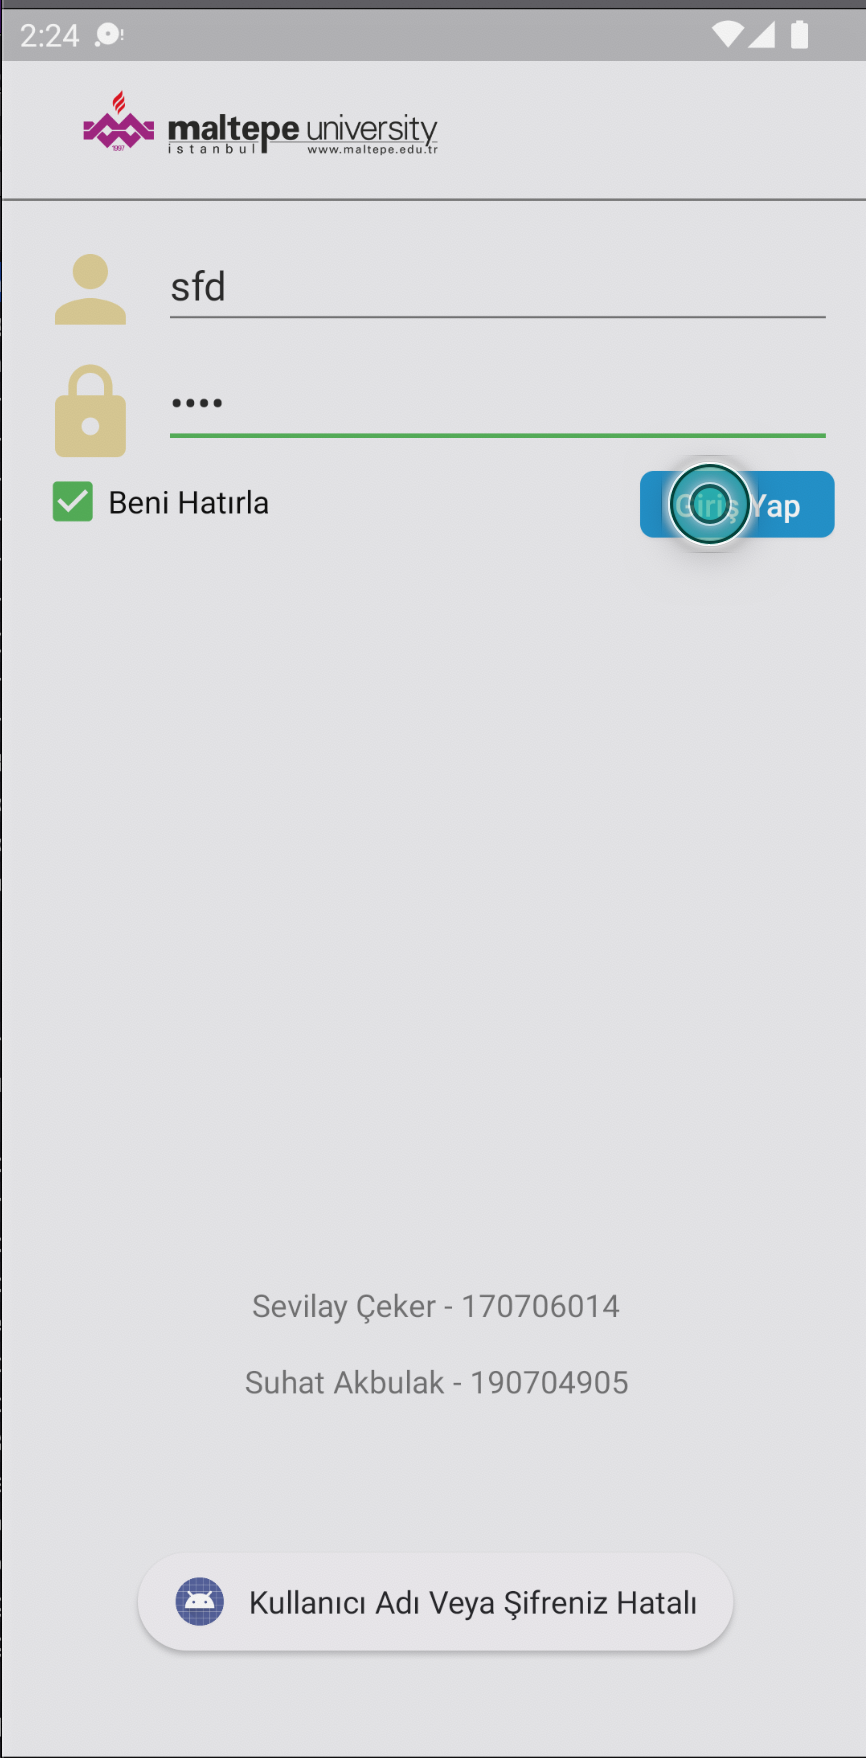 2:24
maltepe university
istanbul www.maltepe.edu.tr
1997
sfd
••••
Beni Hatırla
Giriş Yap
Sevilay Çeker - 170706014
Suhat Akbulak - 190704905
Kullanıcı Adı Veya Şifreniz Hatalı